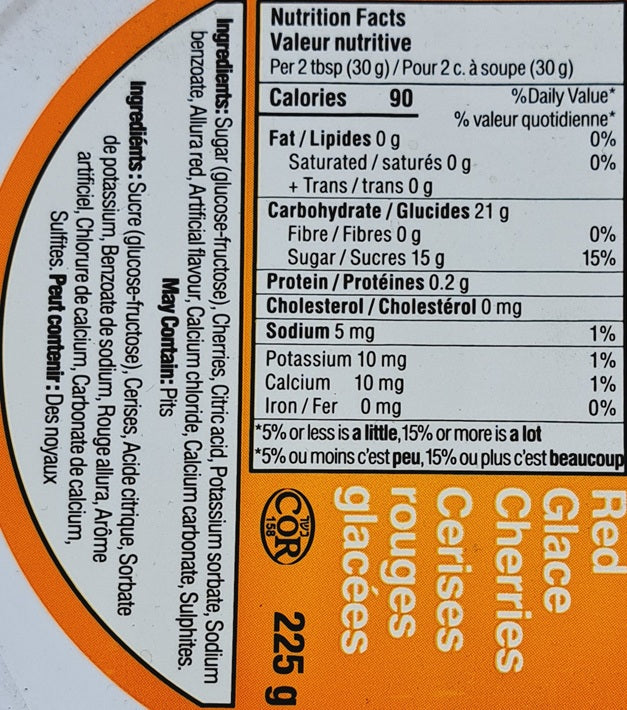 Nutrition Facts
Valeur nutritive
Per 2 tbsp (30 g) / Pour 2 c. à soupe (30 g)
Calories 90
% Daily Value*
% valeur quotidienne*
Fat / Lipides 0 g 0%
Saturated / saturés 0 g 0%
+ Trans / trans 0 g
Carbohydrate / Glucides 21 g
Fibre / Fibres 0 g 0%
Sugar / Sucres 15 g 15%
Protein / Protéines 0.2 g
Cholesterol / Cholestérol 0 mg
Sodium 5 mg 1%
Potassium 10 mg 1%
Calcium 10 mg 1%
Iron / Fer 0 mg 0%
*5% or less is a little, 15% or more is a lot
*5% ou moins c'est peu, 15% ou plus c'est beaucoup
Ingredients: Sugar (glucose-fructose), Cherries, Citric acid, Potassium sorbate, Sodium
benzoate, Allura red, Artificial flavour, Calcium chloride, Calcium carbonate, Sulphites.
May Contain: Pits
Ingrédients : Sucre (glucose-fructose), Cerises, Acide citrique, Sorbate
de potassium, Benzoate de sodium, Rouge allura, Arôme
artificiel, Chlorure de calcium, Carbonate de calcium,
Sulfites. Peut contenir : Des noyaux
Red
Glace
Cherries
Cerises
rouges
glacées
כשר
COR
158
225 g